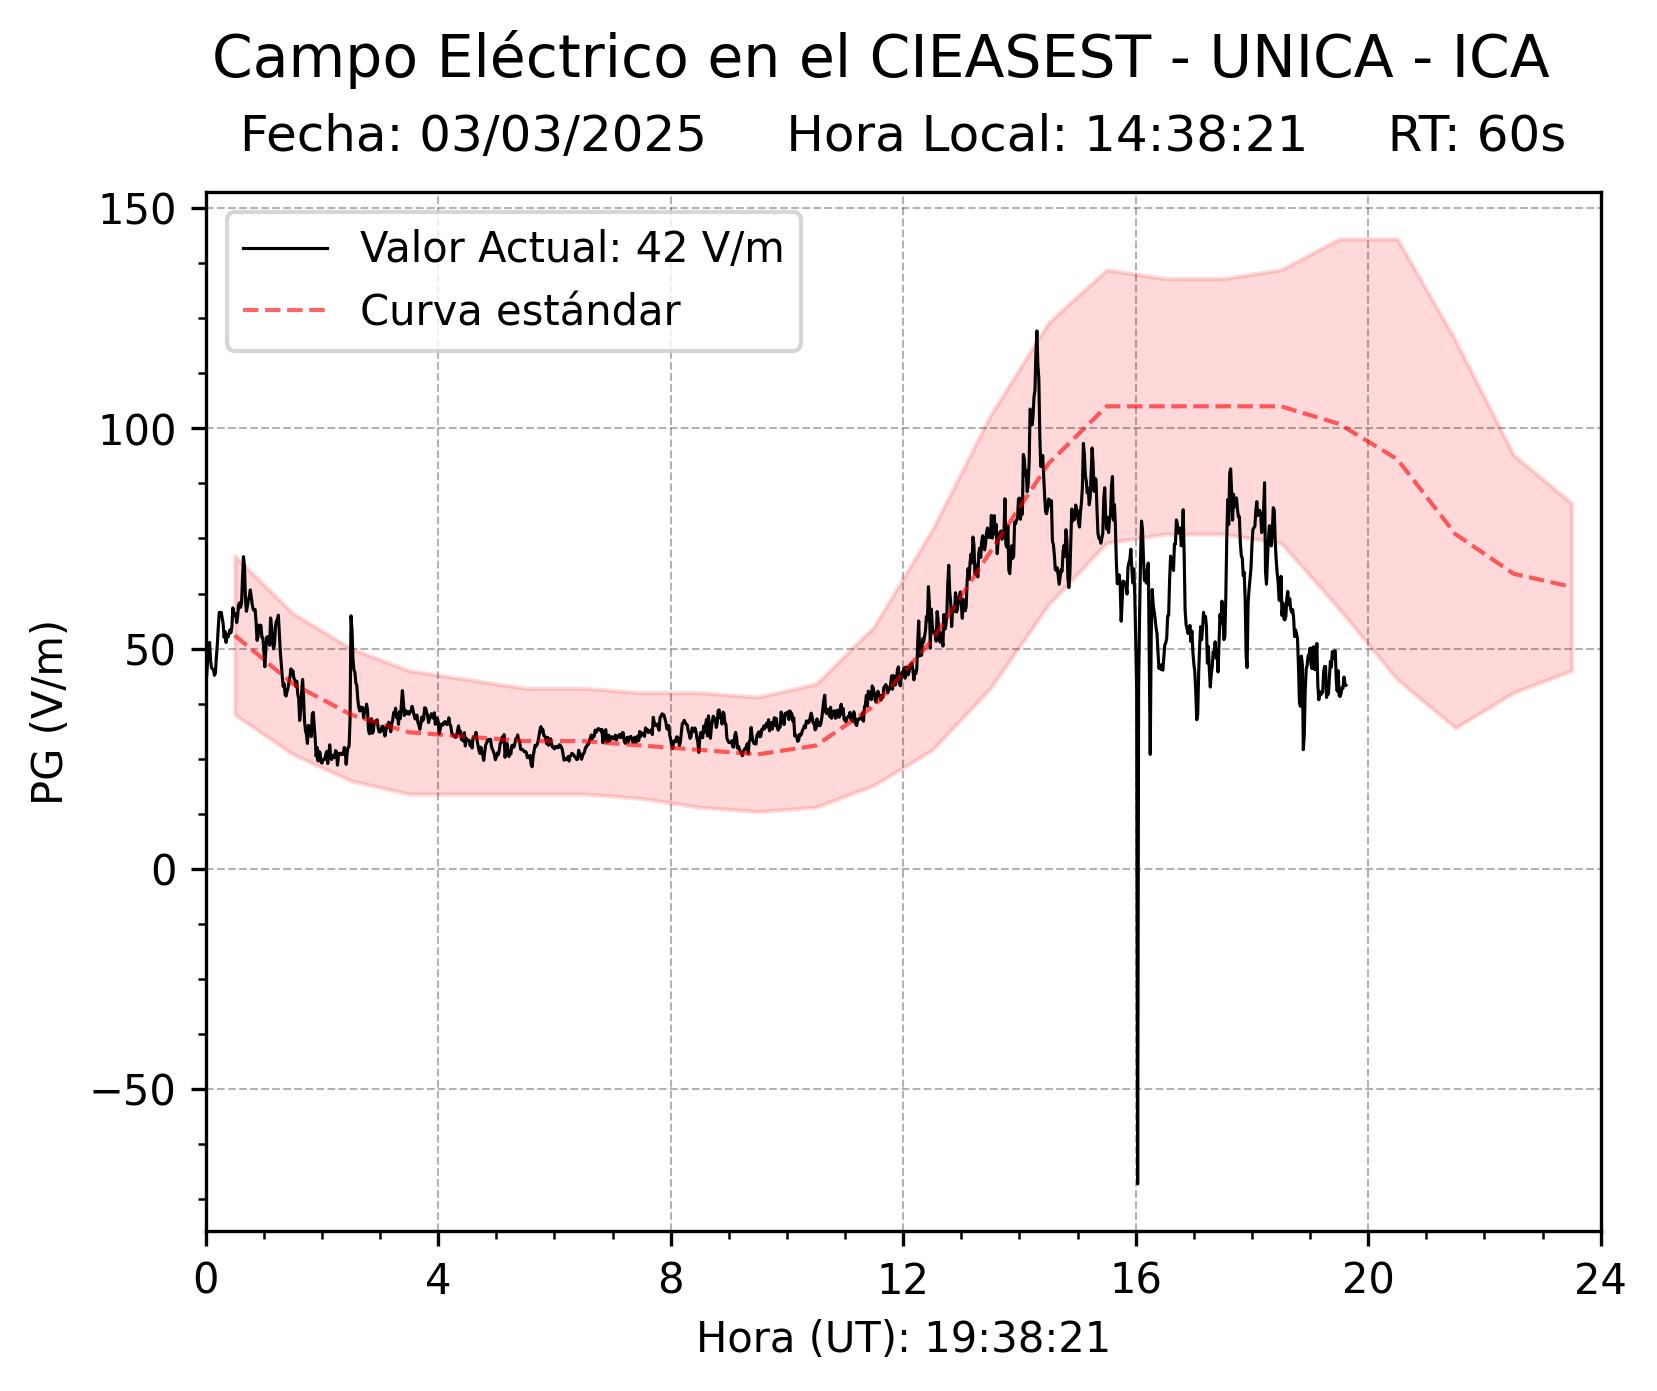 Campo Eléctrico en el CIEASEST - UNICA - ICA
Fecha: 03/03/2025 Hora Local: 14:38:21 RT: 60s
Valor Actual: 42 V/m
Curva estándar
PG (V/m)
150
100
50
0
−50
0 4 8 12 16 20 24
Hora (UT): 19:38:21